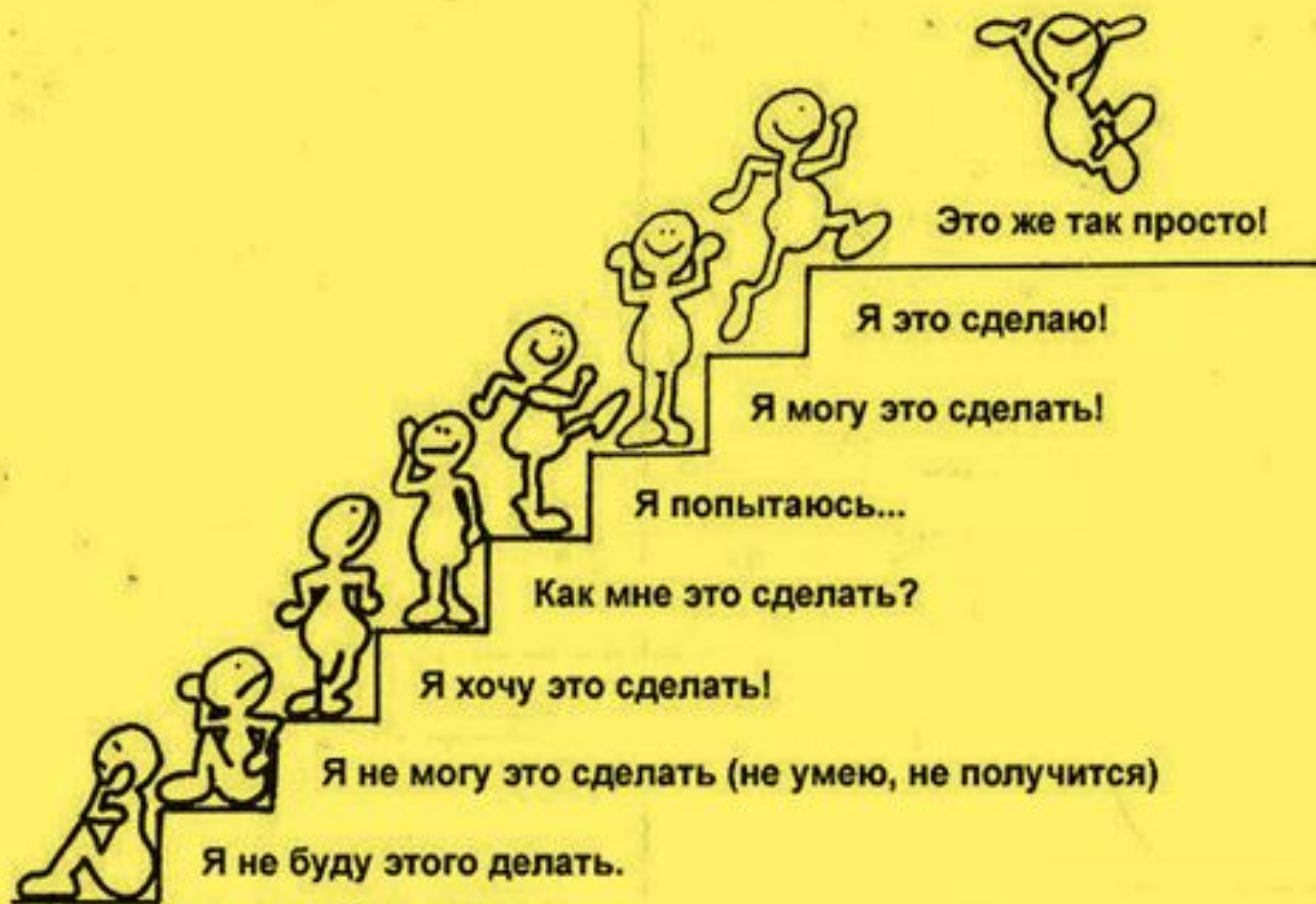 Это же так просто!
Я это сделаю!
Я могу это сделать!
Я попытаюсь...
Как мне это сделать?
Я хочу это сделать!
Я не могу это сделать (не умею, не получится)
Я не буду этого делать.